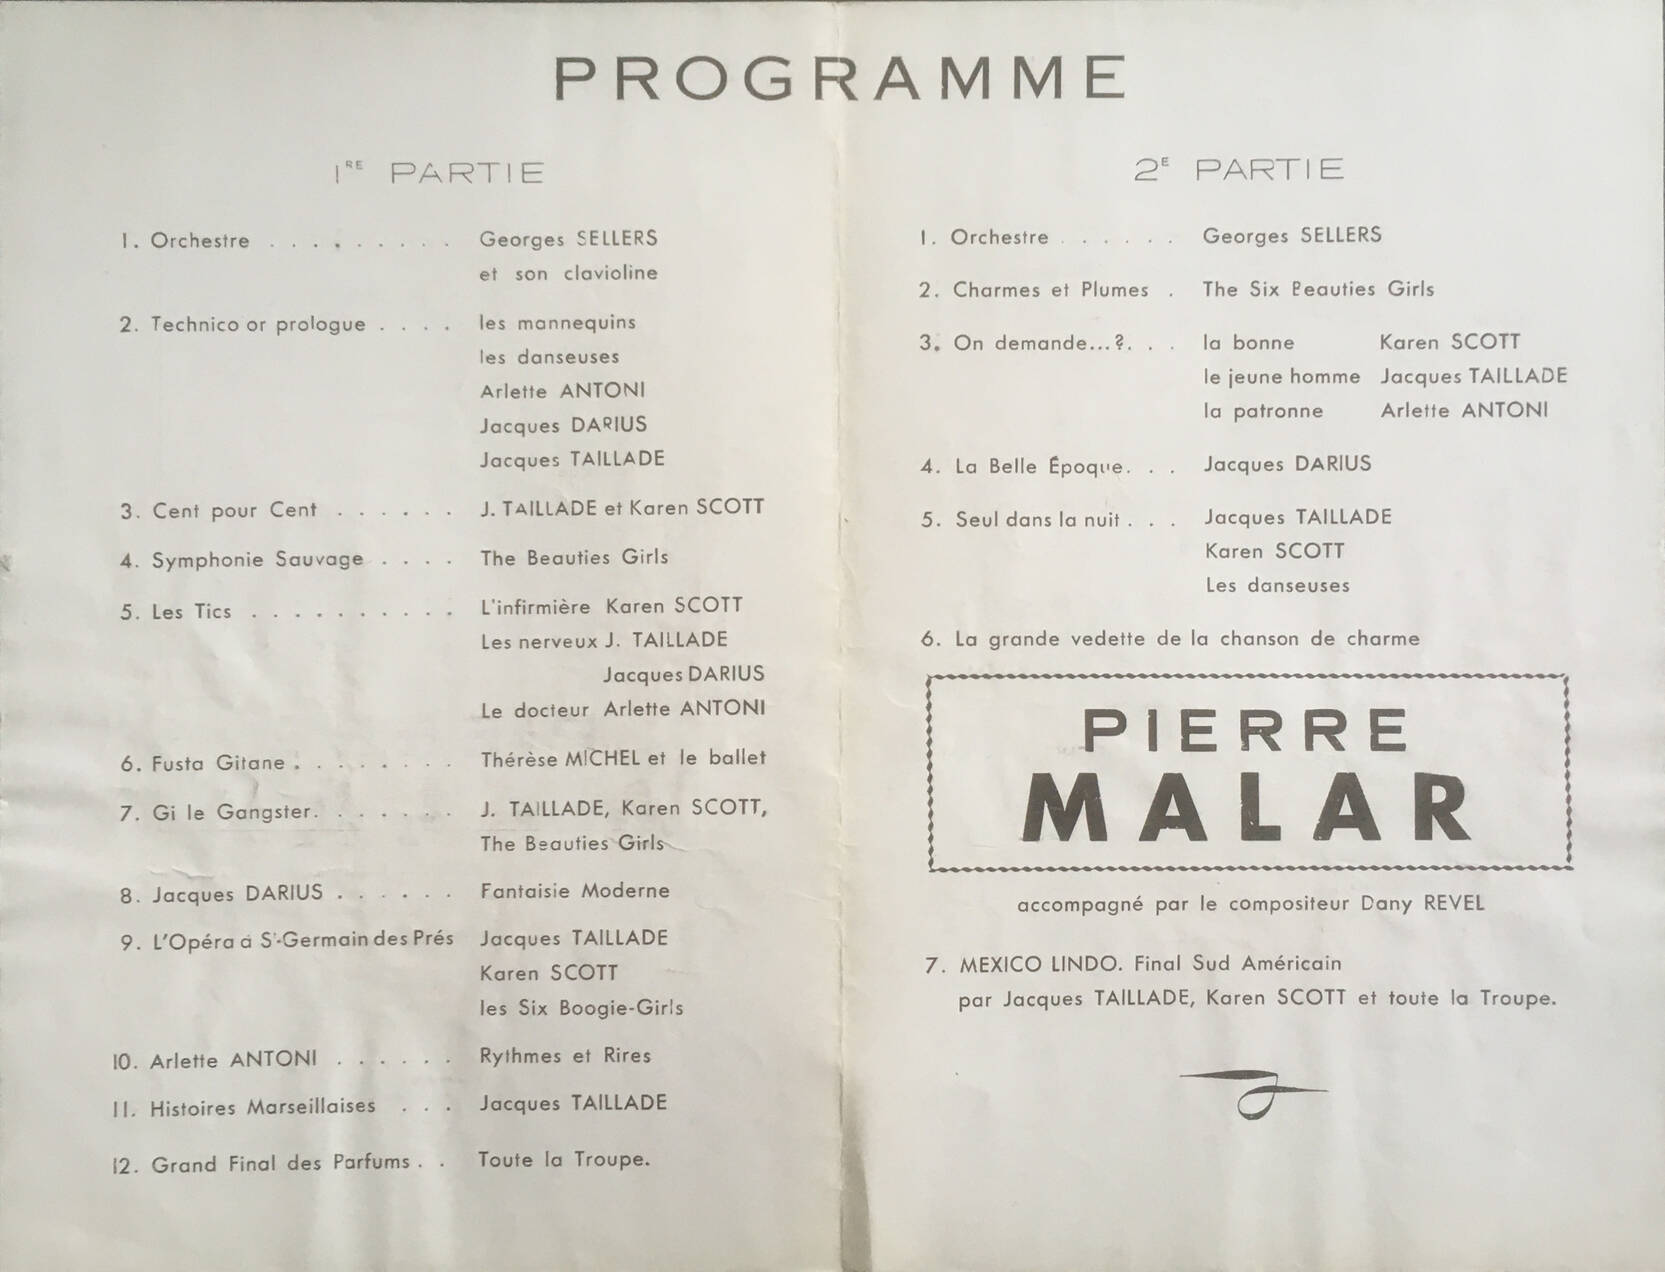 PROGRAMME
1RE PARTIE
1. Orchestre . . . . . . . . . Georges SELLERS
et son clavioline
2. Technico or prologue . . . . les mannequins
les danseuses
Arlette ANTONI
Jacques DARIUS
Jacques TAILLADE
3. Cent pour Cent . . . . . . J. TAILLADE et Karen SCOTT
4. Symphonie Sauvage . . . . The Beauties Girls
5. Les Tics . . . . . . . . . . L'infirmière Karen SCOTT
Les nerveux J. TAILLADE
Jacques DARIUS
Le docteur Arlette ANTONI
6. Fusta Gitane . . . . . . . . Thérèse MICHEL et le ballet
7. Gi le Gangster. . . . . . . J. TAILLADE, Karen SCOTT,
The Beauties Girls
8. Jacques DARIUS . . . . . . Fantaisie Moderne
9. L'Opéra à St-Germain des Prés Jacques TAILLADE
Karen SCOTT
les Six Boogie-Girls
10. Arlette ANTONI . . . . . . Rythmes et Rires
11. Histoires Marseillaises . . . Jacques TAILLADE
12. Grand Final des Parfums . . Toute la Troupe.
2E PARTIE
1. Orchestre . . . . . . Georges SELLERS
2. Charmes et Plumes . The Six Beauties Girls
3. On demande...?. . . la bonne Karen SCOTT
le jeune homme Jacques TAILLADE
la patronne Arlette ANTONI
4. La Belle Époque. . . Jacques DARIUS
5. Seul dans la nuit . . . Jacques TAILLADE
Karen SCOTT
Les danseuses
6. La grande vedette de la chanson de charme
PIERRE
MALAR
accompagné par le compositeur Dany REVEL
7. MEXICO LINDO. Final Sud Américain
par Jacques TAILLADE, Karen SCOTT et toute la Troupe.